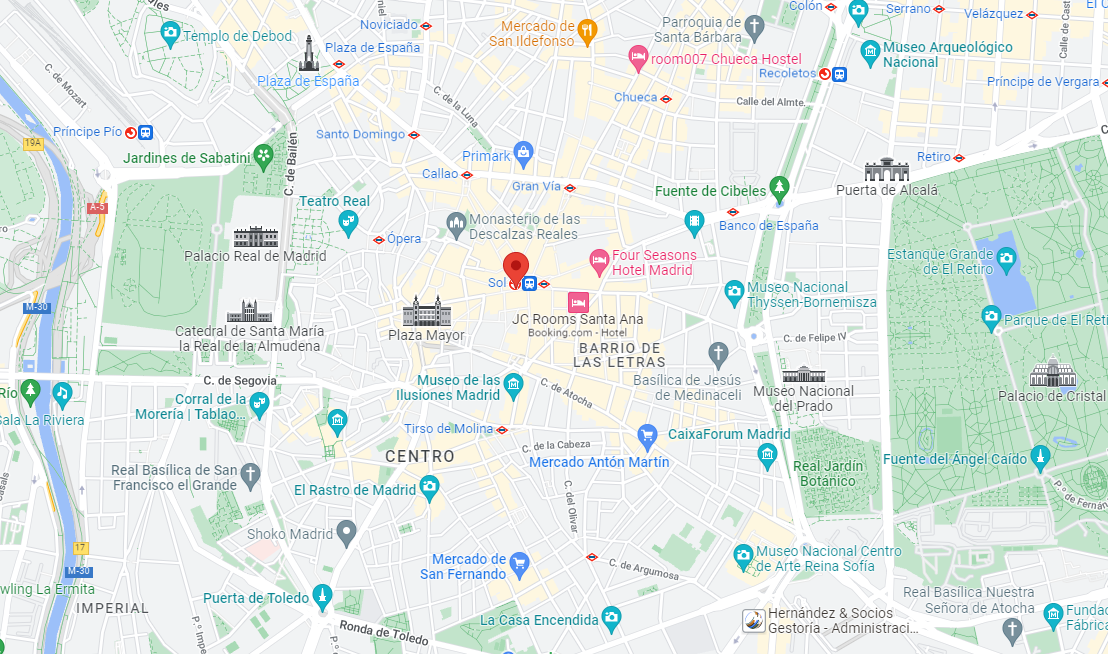 Noviciado
Mercado de
San Ildefonso
Parroquia de
Santa Bárbara
Colón
Serrano
Velázquez
Templo de Debod
Plaza de España
Plaza de España
room007 Chueca Hostel
Museo Arqueológico
Nacional
Recoletos
Príncipe de Vergara
Calle de Cast
C. de Mozart
C. de la Luna
Chueca
Calle del Almte.
Príncipe Pío
19A
Santo Domingo
Jardines de Sabatini
C. de Bailén
Primark
Callao
Gran Vía
Retiro
Puerta de Alcalá
Fuente de Cibeles
A-5
Teatro Real
Ópera
Monasterio de las
Descalzas Reales
Banco de España
Palacio Real de Madrid
Four Seasons
Hotel Madrid
Estanque Grande
de El Retiro
Sol
Museo Nacional
Thyssen-Bornemisza
M-30
JC Rooms Santa Ana
Booking.com - Hotel
Parque de El Reti
Catedral de Santa María
la Real de la Almudena
Plaza Mayor
BARRIO DE
LAS LETRAS
C. de Felipe IV
C. de Segovia
Museo de las
Ilusiones Madrid
C. de Atocha
Basílica de Jesús
de Medinaceli
Museo Nacional
del Prado
Palacio de Cristal
Río
Sala La Riviera
Corral de la
Morería | Tablao...
Tirso de Molina
C. de la Cabeza
CaixaForum Madrid
CENTRO
Mercado Antón Martín
Real Jardín
Botánico
Fuente del Ángel Caído
Real Basílica de San
Francisco el Grande
El Rastro de Madrid
C. del Olivar
P.º de Fernán
Casals
Shoko Madrid
17
M-30
Mercado de
San Fernando
C. de Argumosa
Museo Nacional Centro
de Arte Reina Sofía
wling La Ermita
IMPERIAL
Puerta de Toledo
Real Basílica Nuestra
Señora de Atocha
P.º Impe
Ronda de Toledo
La Casa Encendida
Hernández & Socios
Gestoría - Administraci...
Fundac
Fábrica